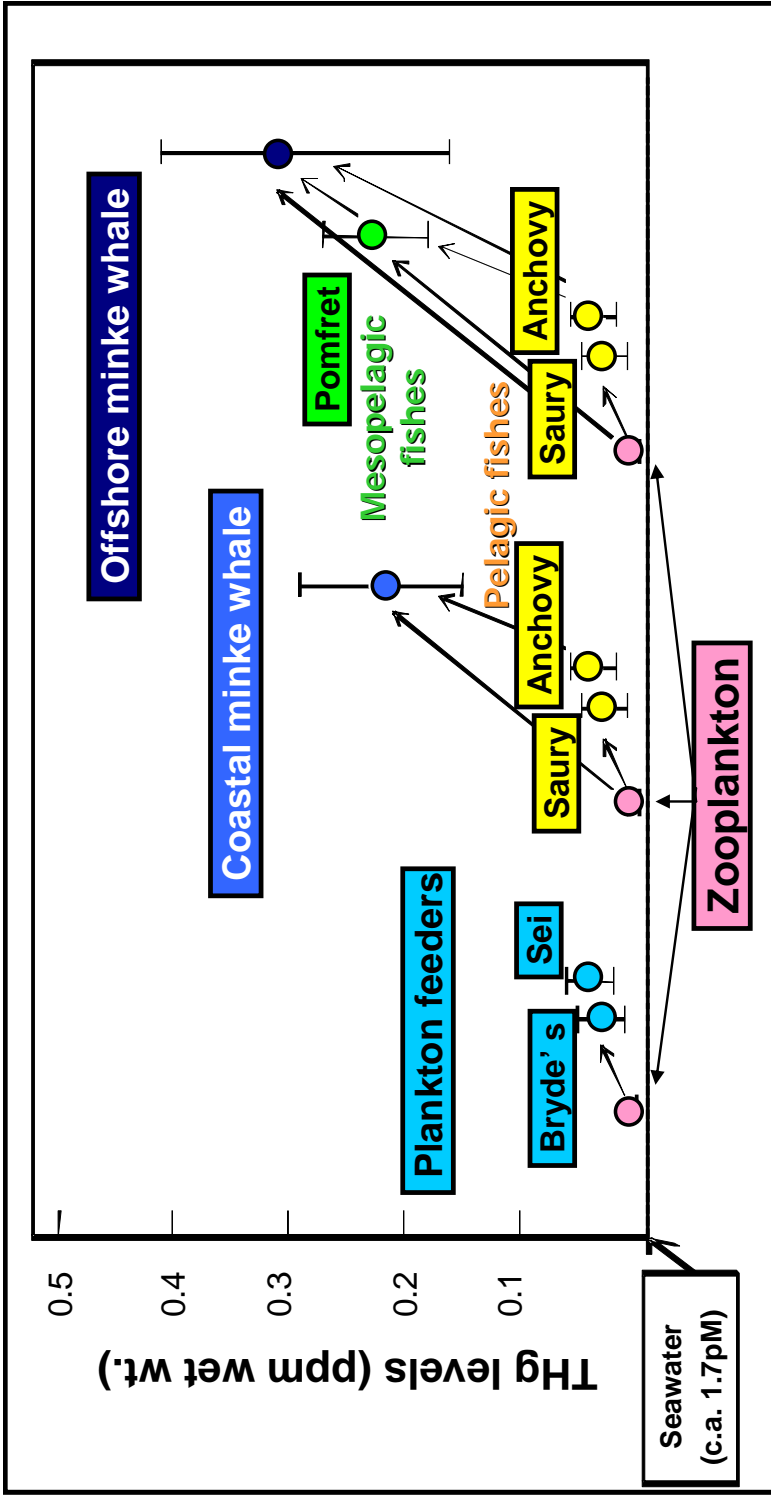 Offshore minke whale
Coastal minke whale
Plankton feeders
Pomfret
Mesopelagic
fishes
Pelagic fishes
Bryde’ s
Sei
Saury
Anchovy
Saury
Anchovy
Zooplankton
THg levels (ppm wet wt.)
0.5
0.4
0.3
0.2
0.1
Seawater
(c.a. 1.7pM)